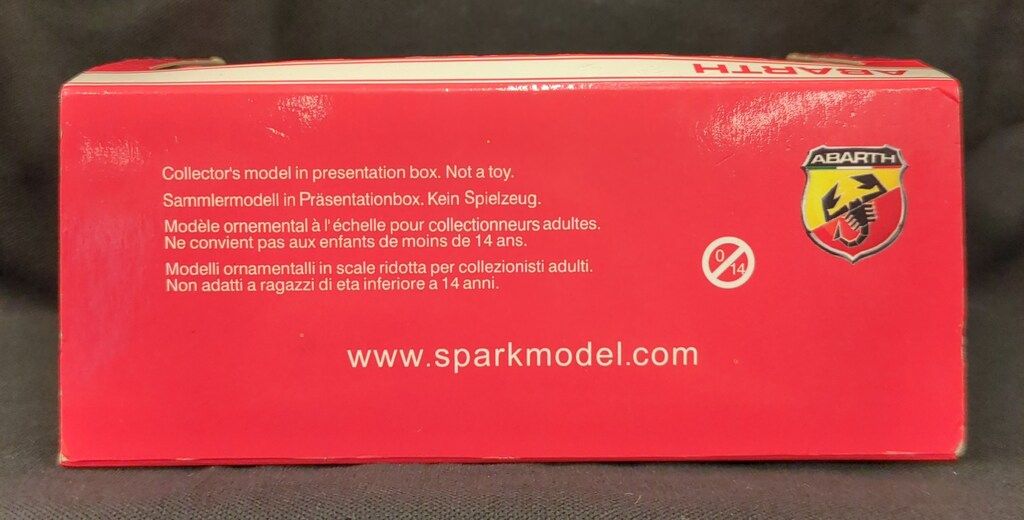 ABARTH
Collector's model in presentation box. Not a toy.
Sammlermodell in Präsentationbox. Kein Spielzeug.
Modèle ornemental à l'échelle pour collectionneurs adultes.
Ne convient pas aux enfants de moins de 14 ans.
Modelli ornamentalli in scale ridotta per collezionisti adulti.
Non adatti a ragazzi di eta inferiore a 14 anni.
ABARTH
0
14
www.sparkmodel.com